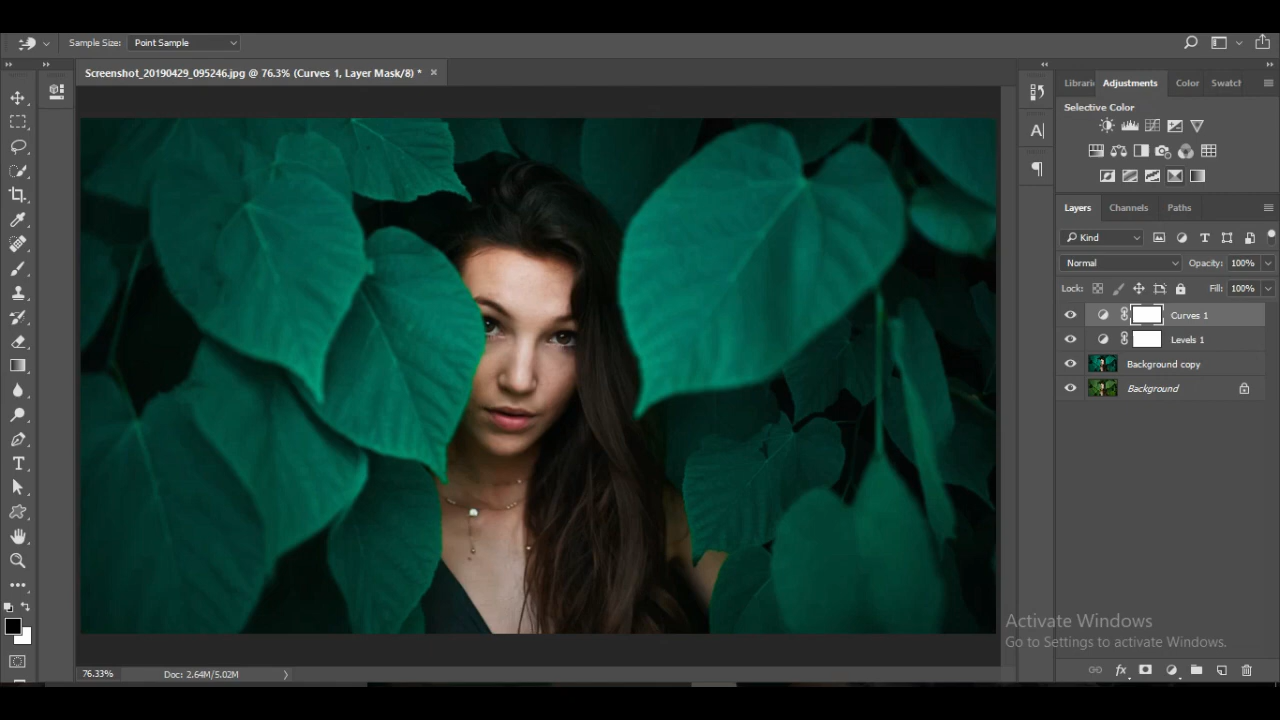 Sample Size: Point Sample
Screenshot_20190429_095246.jpg @ 76.3% (Curves 1, Layer Mask/8) *
Librari Adjustments Color Swatch
Selective Color
Layers Channels Paths
Kind
Normal Opacity: 100%
Lock: Fill: 100%
Curves 1
Levels 1
Background copy
Background
Activate Windows
Go to Settings to activate Windows.
76.33% Doc: 2.64M/5.02M